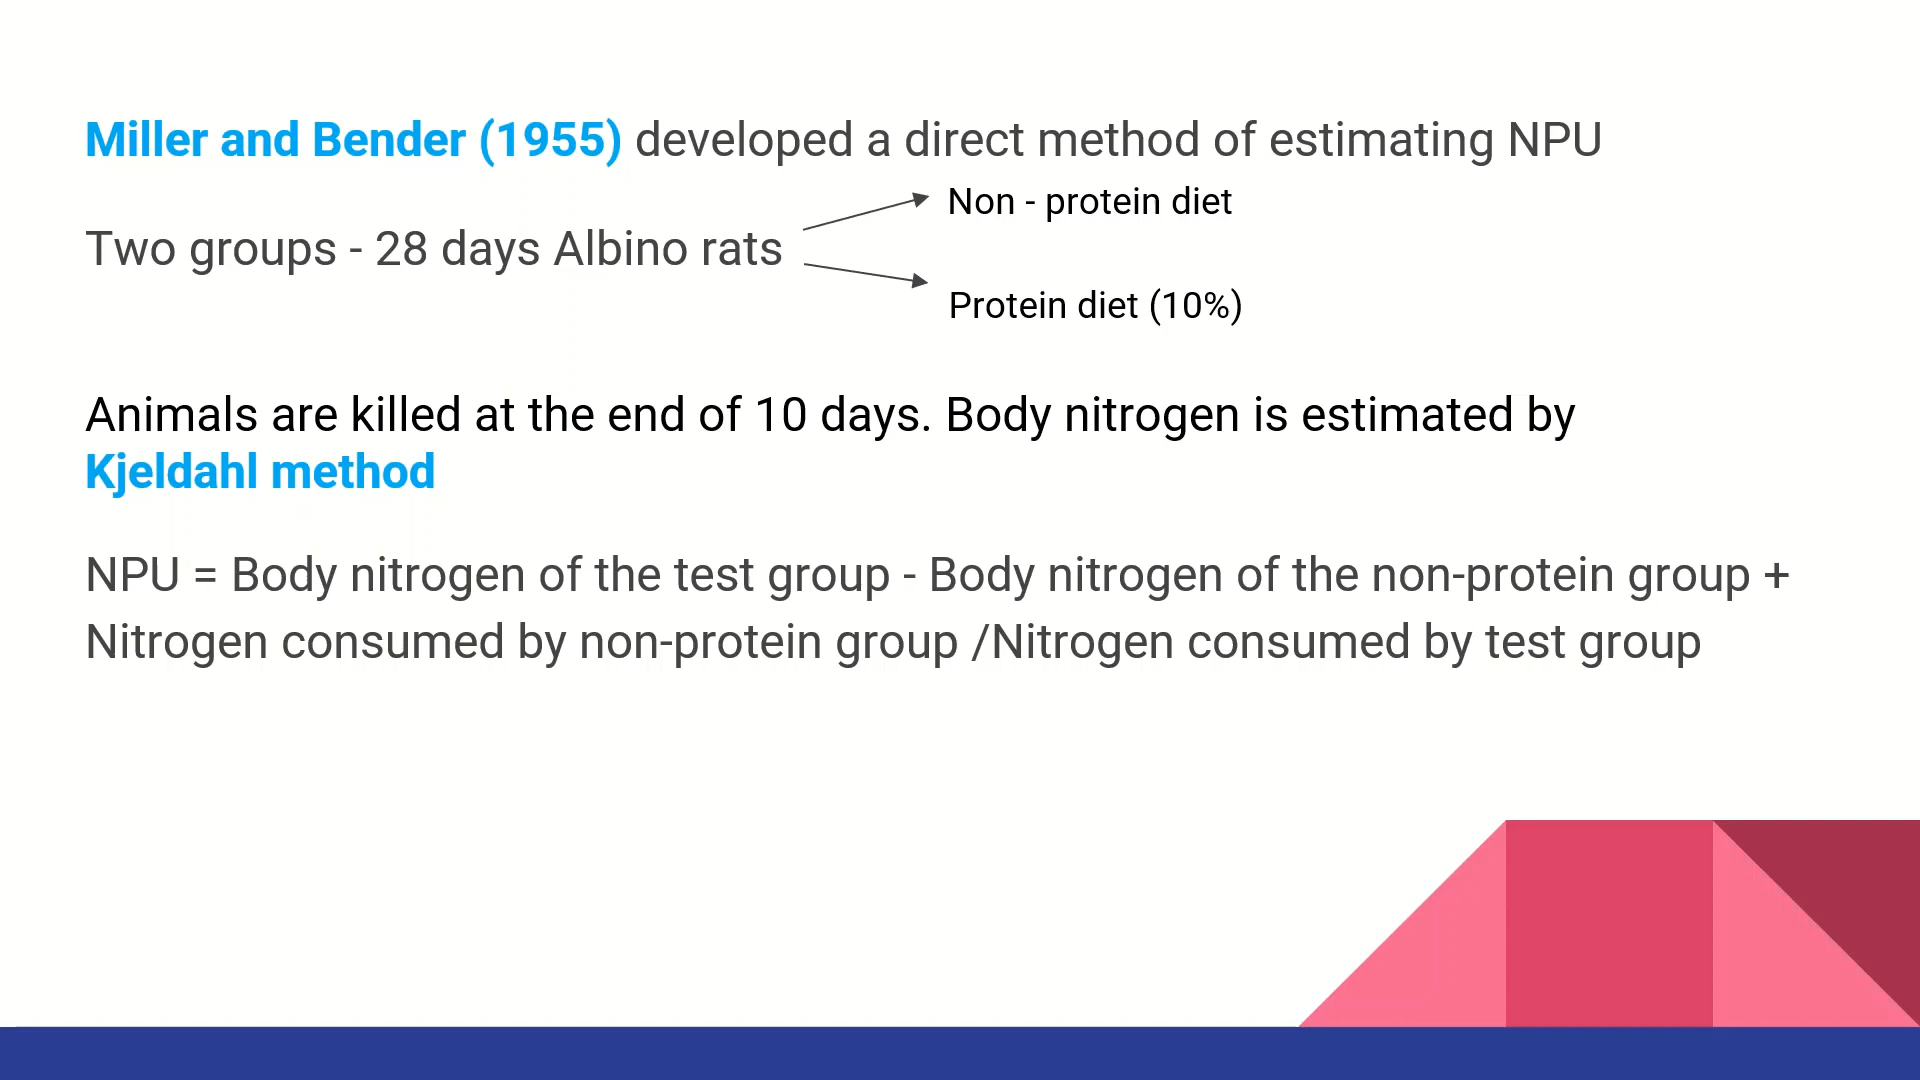 Miller and Bender (1955) developed a direct method of estimating NPU
Non - protein diet
Two groups - 28 days Albino rats
Protein diet (10%)
Animals are killed at the end of 10 days. Body nitrogen is estimated by
Kjeldahl method
NPU = Body nitrogen of the test group - Body nitrogen of the non-protein group +
Nitrogen consumed by non-protein group /Nitrogen consumed by test group